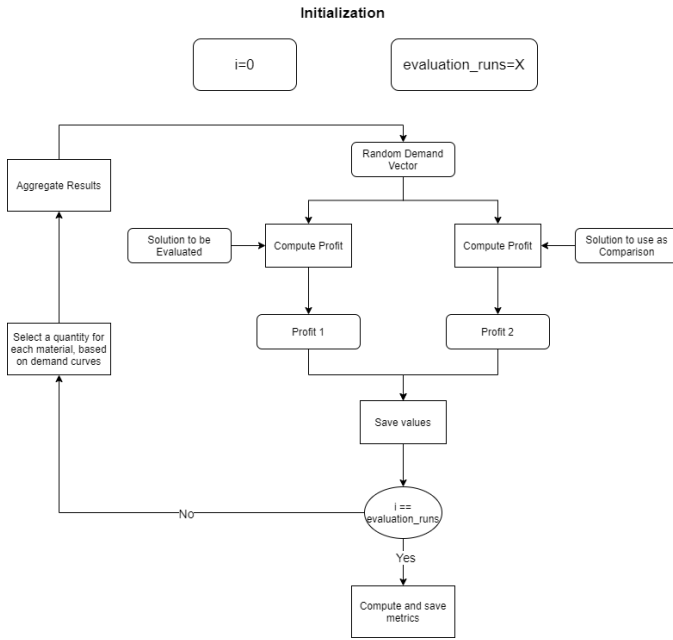 Initialization
i=0
evaluation_runs=X
Random Demand
Vector
Aggregate Results
Solution to be
Evaluated
Compute Profit
Compute Profit
Solution to use as
Comparison
Profit 1
Profit 2
Select a quantity for
each material, based
on demand curves
Save values
i ==
evaluation_runs
No
Yes
Compute and save
metrics